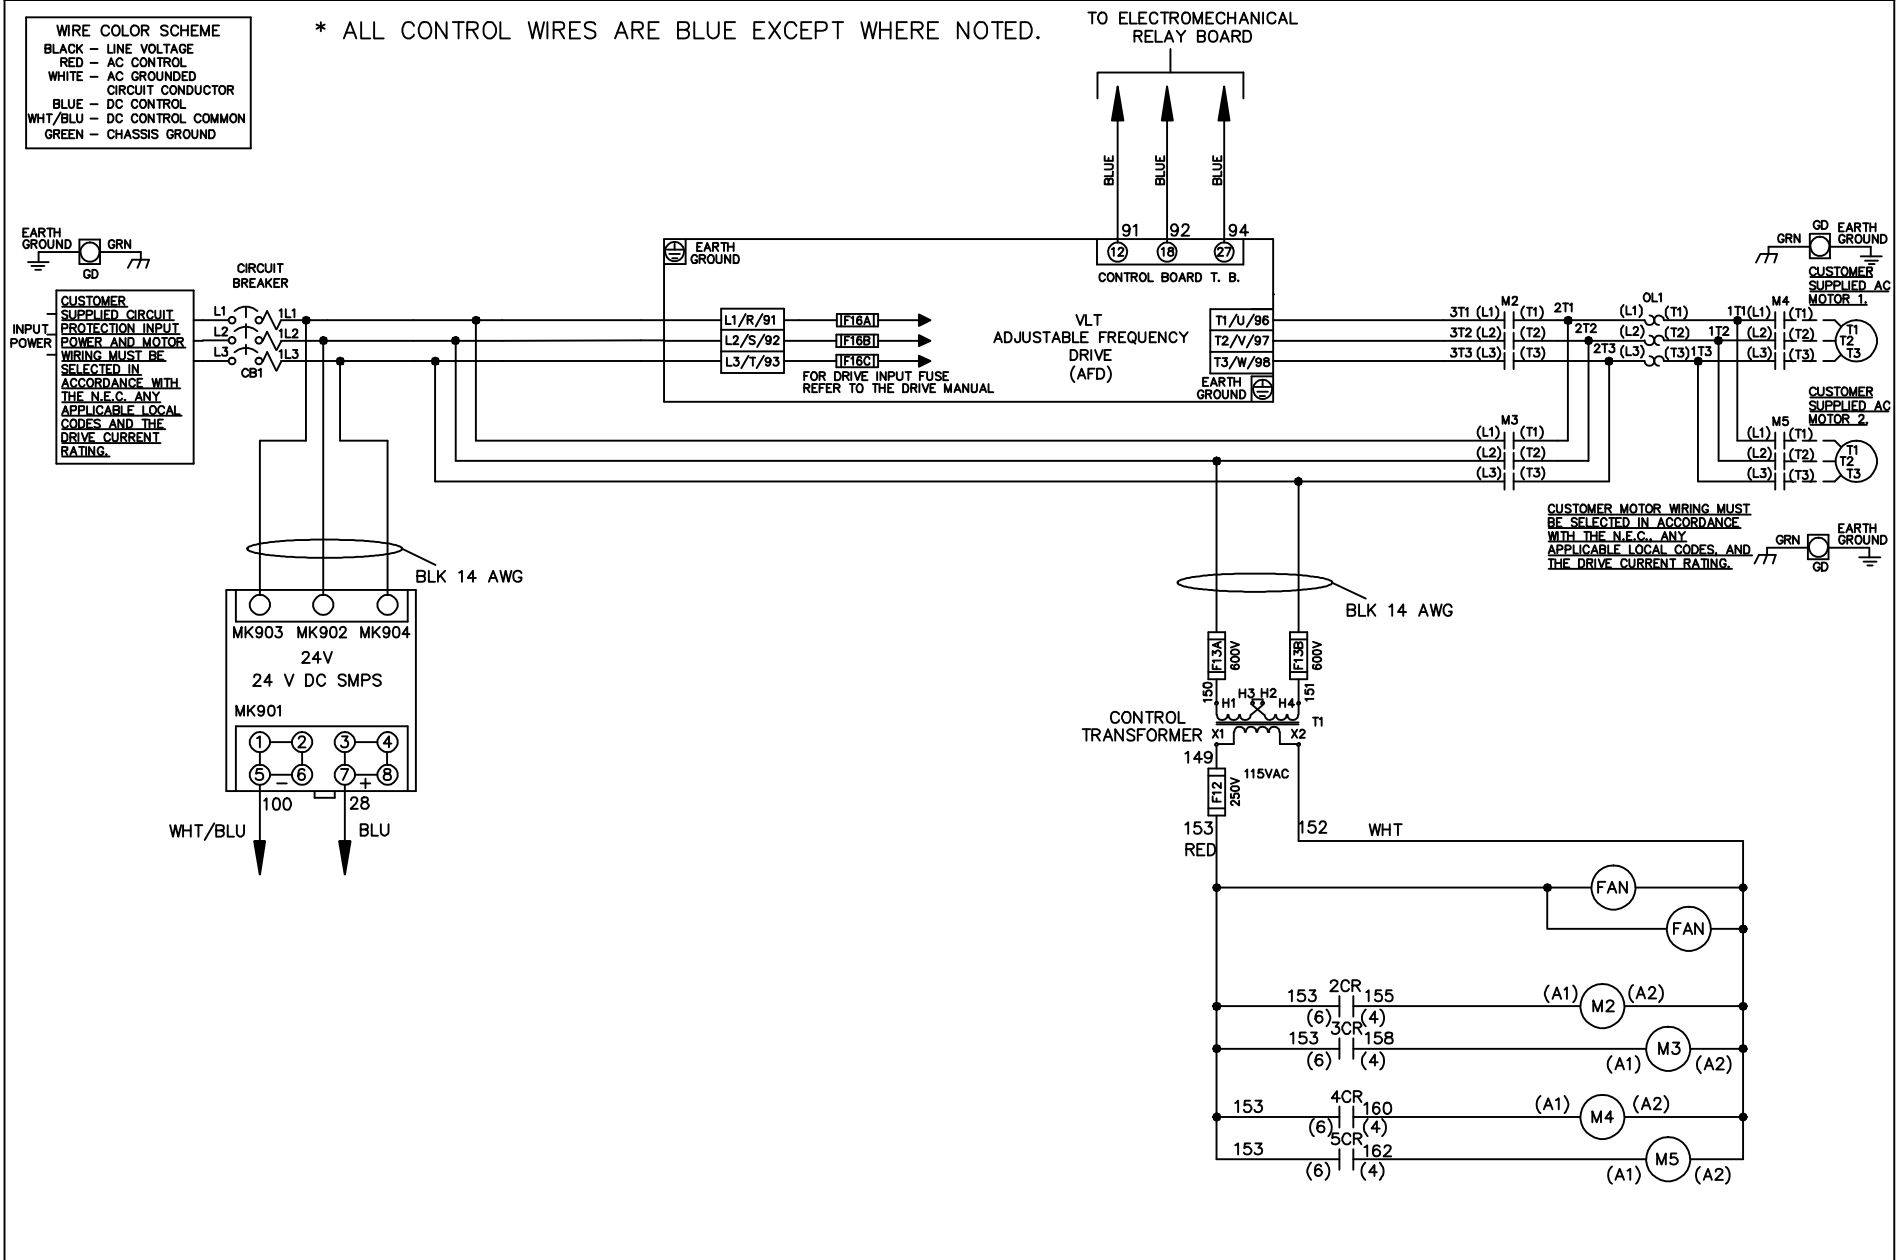 WIRE COLOR SCHEME
BLACK – LINE VOLTAGE
RED – AC CONTROL
WHITE – AC GROUNDED
CIRCUIT CONDUCTOR
BLUE – DC CONTROL
WHT/BLU – DC CONTROL COMMON
GREEN – CHASSIS GROUND
* ALL CONTROL WIRES ARE BLUE EXCEPT WHERE NOTED.
TO ELECTROMECHANICAL
RELAY BOARD
BLUE
BLUE
BLUE
91 92 94
12 18 27
CONTROL BOARD T. B.
EARTH
GROUND
GRN
GD
CIRCUIT
BREAKER
INPUT
POWER
CUSTOMER
SUPPLIED CIRCUIT
PROTECTION INPUT
POWER AND MOTOR
WIRING MUST BE
SELECTED IN
ACCORDANCE WITH
THE N.E.C. ANY
APPLICABLE LOCAL
CODES AND THE
DRIVE CURRENT
RATING.
L1 1L1
L2 1L2
L3 1L3
CB1
EARTH
GROUND
L1/R/91 IF16A
L2/S/92 IF16B
L3/T/93 IF16C
FOR DRIVE INPUT FUSE
REFER TO THE DRIVE MANUAL
VLT
ADJUSTABLE FREQUENCY
DRIVE
(AFD)
T1/U/96
T2/V/97
T3/W/98
EARTH
GROUND
M2 OL1 M4
3T1 (L1) (T1) 2T1 (L1) (T1) 1T1 (L1) (T1)
3T2 (L2) (T2) 2T2 (L2) (T2) 1T2 (L2) (T2)
3T3 (L3) (T3) 2T3 (L3) (T3) 1T3 (L3) (T3)
GD
GRN
EARTH
GROUND
CUSTOMER
SUPPLIED AC
MOTOR 1.
T1
T2
T3
M3
(L1) (T1)
(L2) (T2)
(L3) (T3)
M5
(L1) (T1)
(L2) (T2)
(L3) (T3)
CUSTOMER
SUPPLIED AC
MOTOR 2.
T1
T2
T3
CUSTOMER MOTOR WIRING MUST
BE SELECTED IN ACCORDANCE
WITH THE N.E.C., ANY
APPLICABLE LOCAL CODES, AND
THE DRIVE CURRENT RATING.
GRN
GD
EARTH
GROUND
BLK 14 AWG
MK903 MK902 MK904
24V
24 V DC SMPS
MK901
1 2 3 4
5 – 6 7 + 8
100 28
WHT/BLU BLU
BLK 14 AWG
F13A 600V F13B 600V
150 151
H1 H3 H2 H4
T1
CONTROL
TRANSFORMER
X1 X2
149
115VAC
F12 250V
153
RED
152 WHT
FAN
FAN
2CR
153 155 (A1) M2 (A2)
(6) (4)
3CR
153 158 M3
(6) (4) (A1) (A2)
4CR
153 160 (A1) M4 (A2)
(6) (4)
5CR
153 162 M5
(6) (4) (A1) (A2)